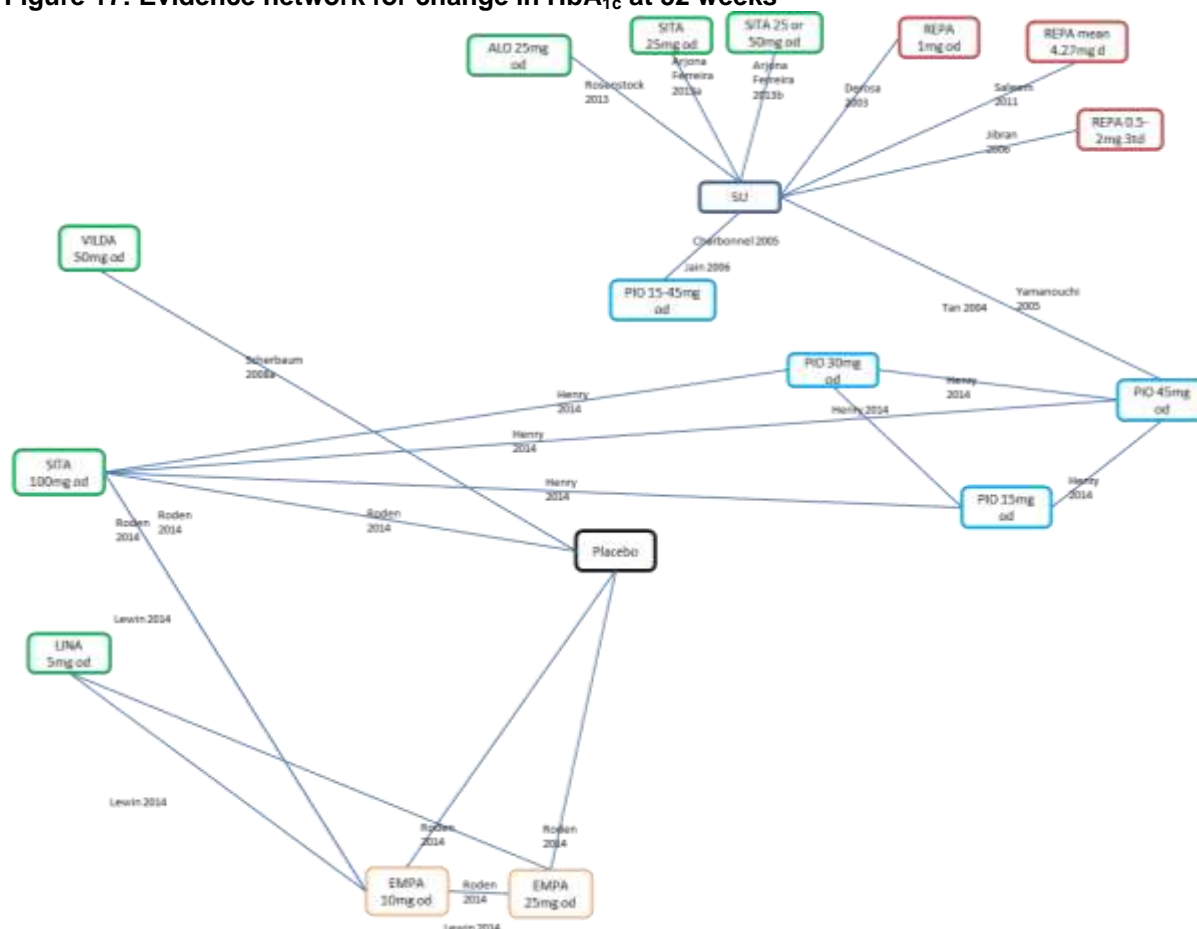 Figure 17: Evidence network for change in HbA1c at 52 weeks
ALO 25mg
od
SITA
25mg od
SITA 25 or
50mg od
REPA
1mg od
REPA mean
4.27mg d
Rosenstock
2013
Arjona
Ferreira
2013a
Arjona
Ferreira
2013b
Derosa
2003
Saleem
2011
Jibran
2006
REPA 0.5-
2mg 3td
SU
VILDA
50mg od
Charbonnel 2005
Jain 2006
PIO 15-45mg
od
Yamanouchi
2005
Tan 2004
Scherbaum
2008a
PIO 30mg
od
Henry
2014
PIO 45mg
od
Henry
2014
Henry 2014
Henry
2014
SITA
100mg od
Henry
2014
PIO 15mg
od
Henry
2014
Roden
2014
Roden
2014
Roden
2014
Placebo
Lewin 2014
LINA
5mg od
Lewin 2014
Roden
2014
Roden
2014
EMPA
10mg od
Roden
2014
EMPA
25mg od
Lewin 2014